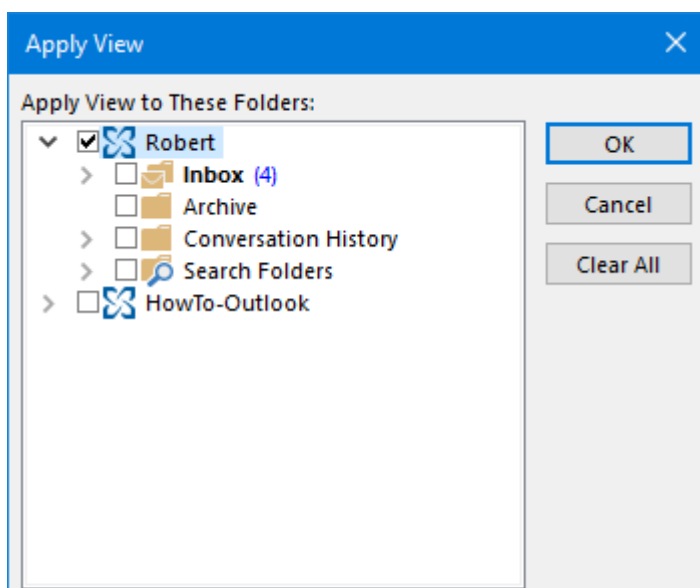 Apply View
Apply View to These Folders:
Robert
Inbox (4)
Archive
Conversation History
Search Folders
HowTo-Outlook
OK
Cancel
Clear All